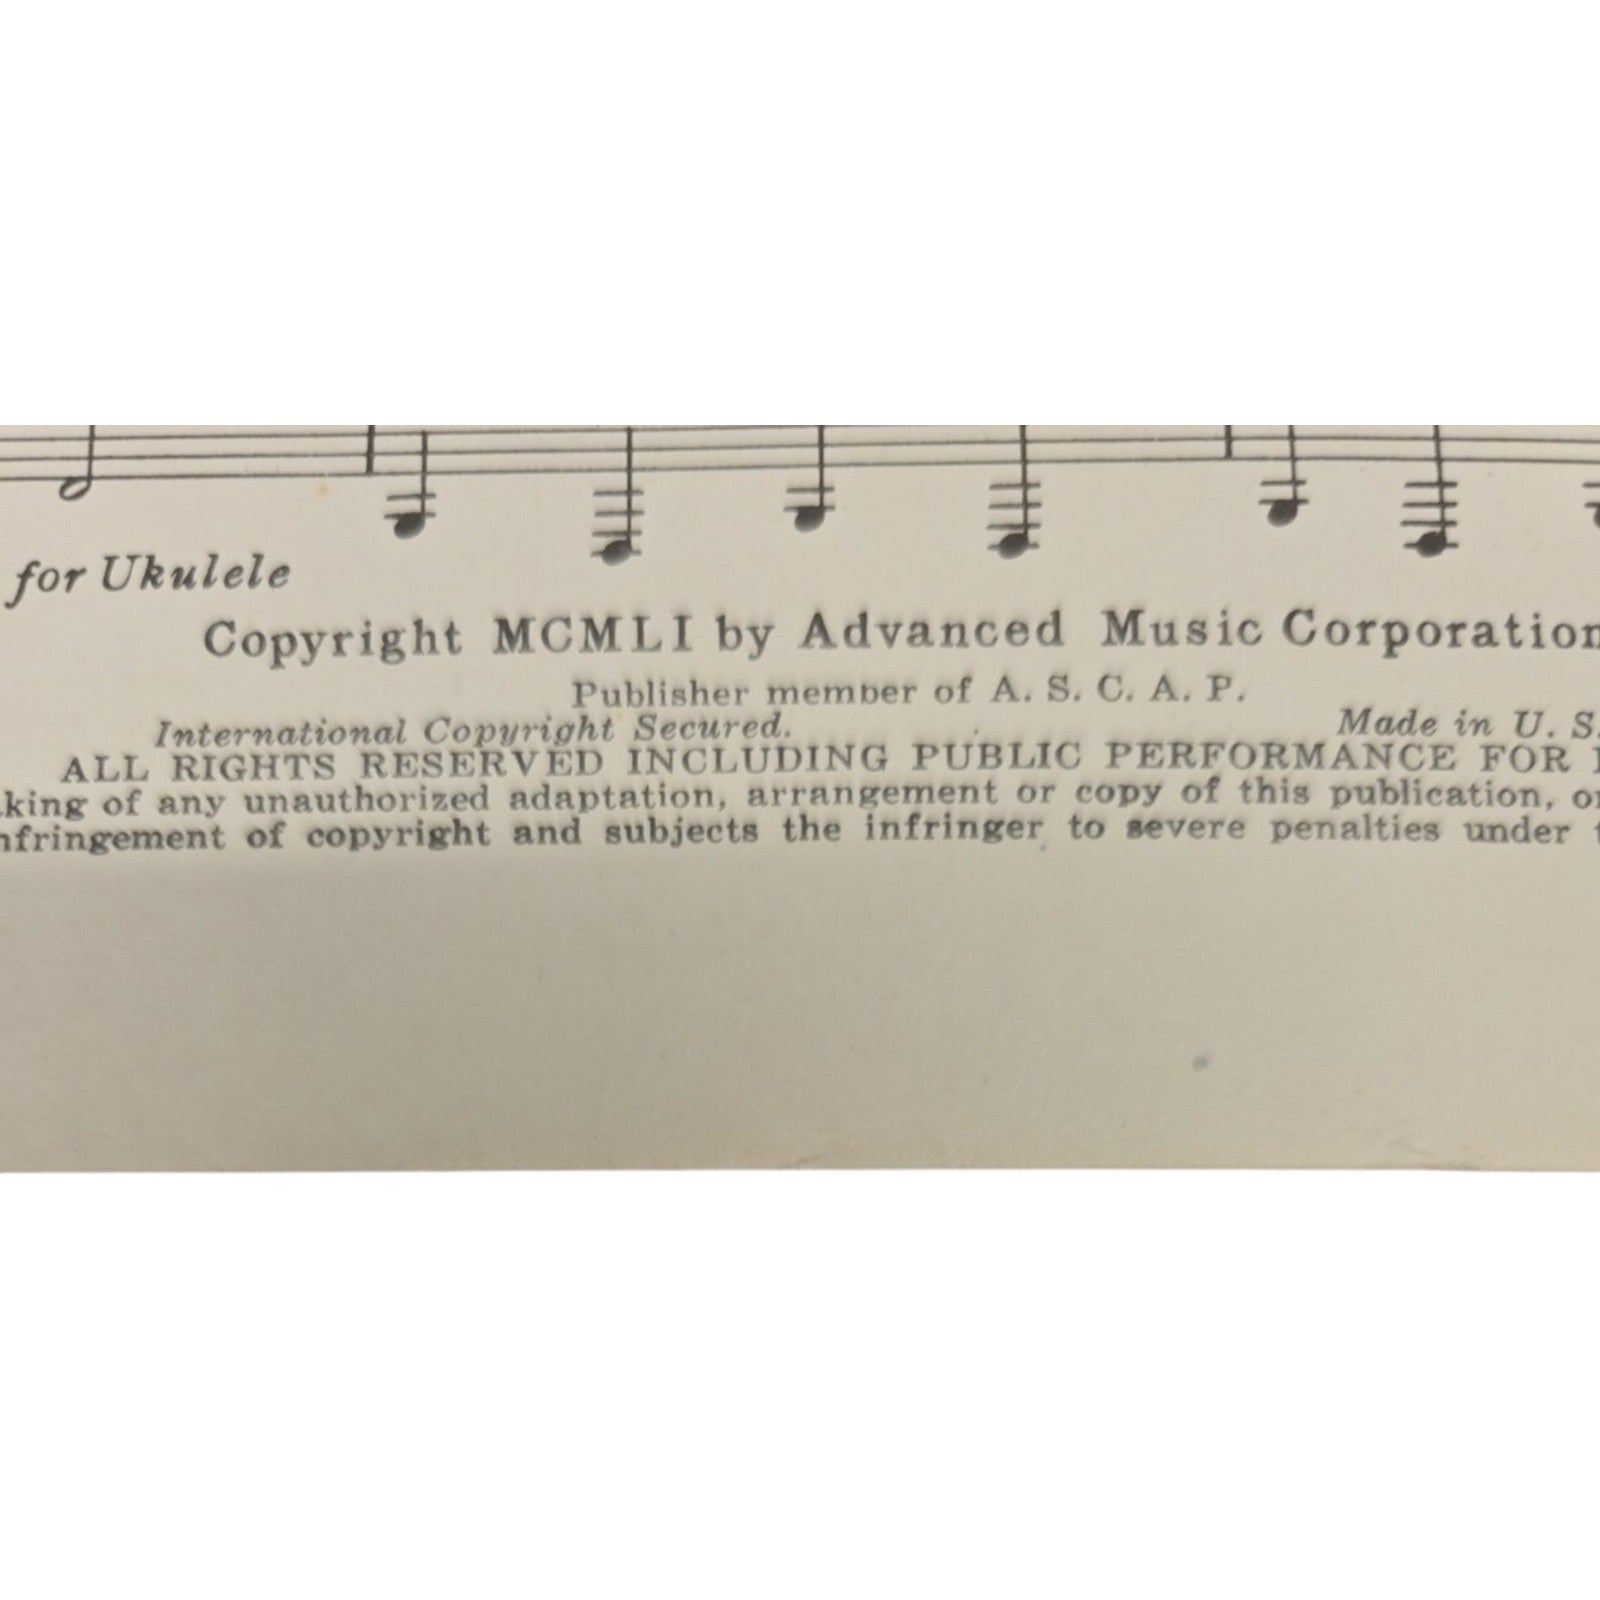 for Ukulele
Copyright MCMLI by Advanced Music Corporation
Publisher member of A. S. C. A. P.
International Copyright Secured. Made in U. S.
ALL RIGHTS RESERVED INCLUDING PUBLIC PERFORMANCE FOR
king of any unauthorized adaptation, arrangement or copy of this publication, or
nfringement of copyright and subjects the infringer to severe penalties under